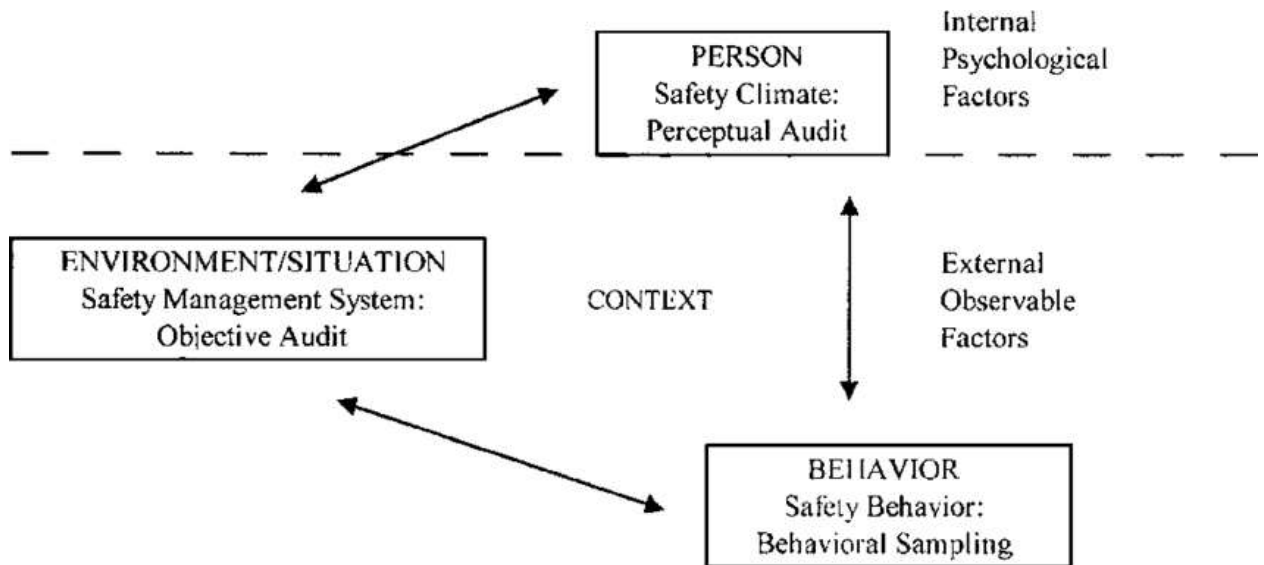 PERSON
Safety Climate:
Perceptual Audit
Internal
Psychological
Factors
ENVIRONMENT/SITUATION
Safety Management System:
Objective Audit
CONTEXT
External
Observable
Factors
BEHAVIOR
Safety Behavior:
Behavioral Sampling